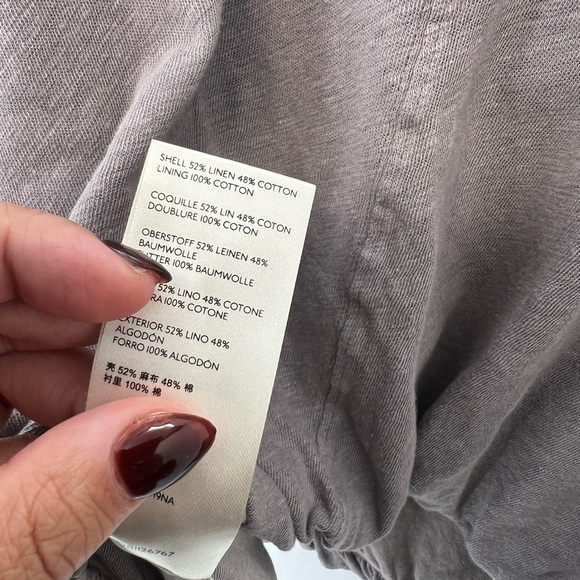 SHELL 52% LINEN 48% COTTON
LINING 100% COTTON
COQUILLE 52% LIN 48% COTON
DOUBLURE 100% COTON
OBERSTOFF 52% LEINEN 48%
BAUMWOLLE
100% BAUMWOLLE
52% LINO 48% COTONE
100% COTONE
52% LINO 48%
ALGODÓN
FORRO 100% ALGODÓN
壳 52% 麻布 48% 棉
衬里 100% 棉